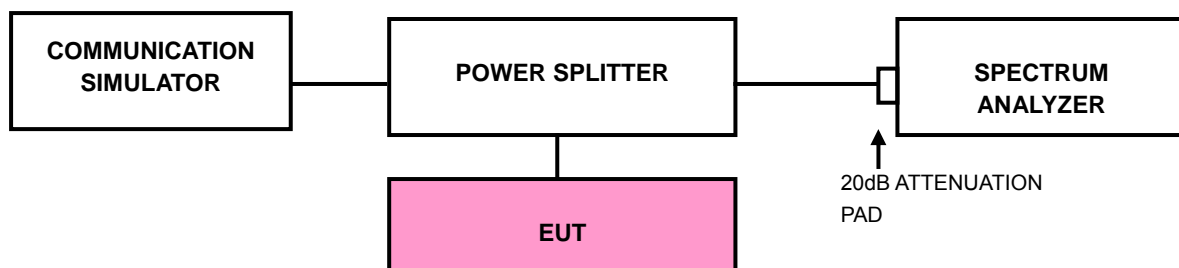 COMMUNICATION
SIMULATOR
POWER SPLITTER
SPECTRUM
ANALYZER
20dB ATTENUATION
PAD
EUT